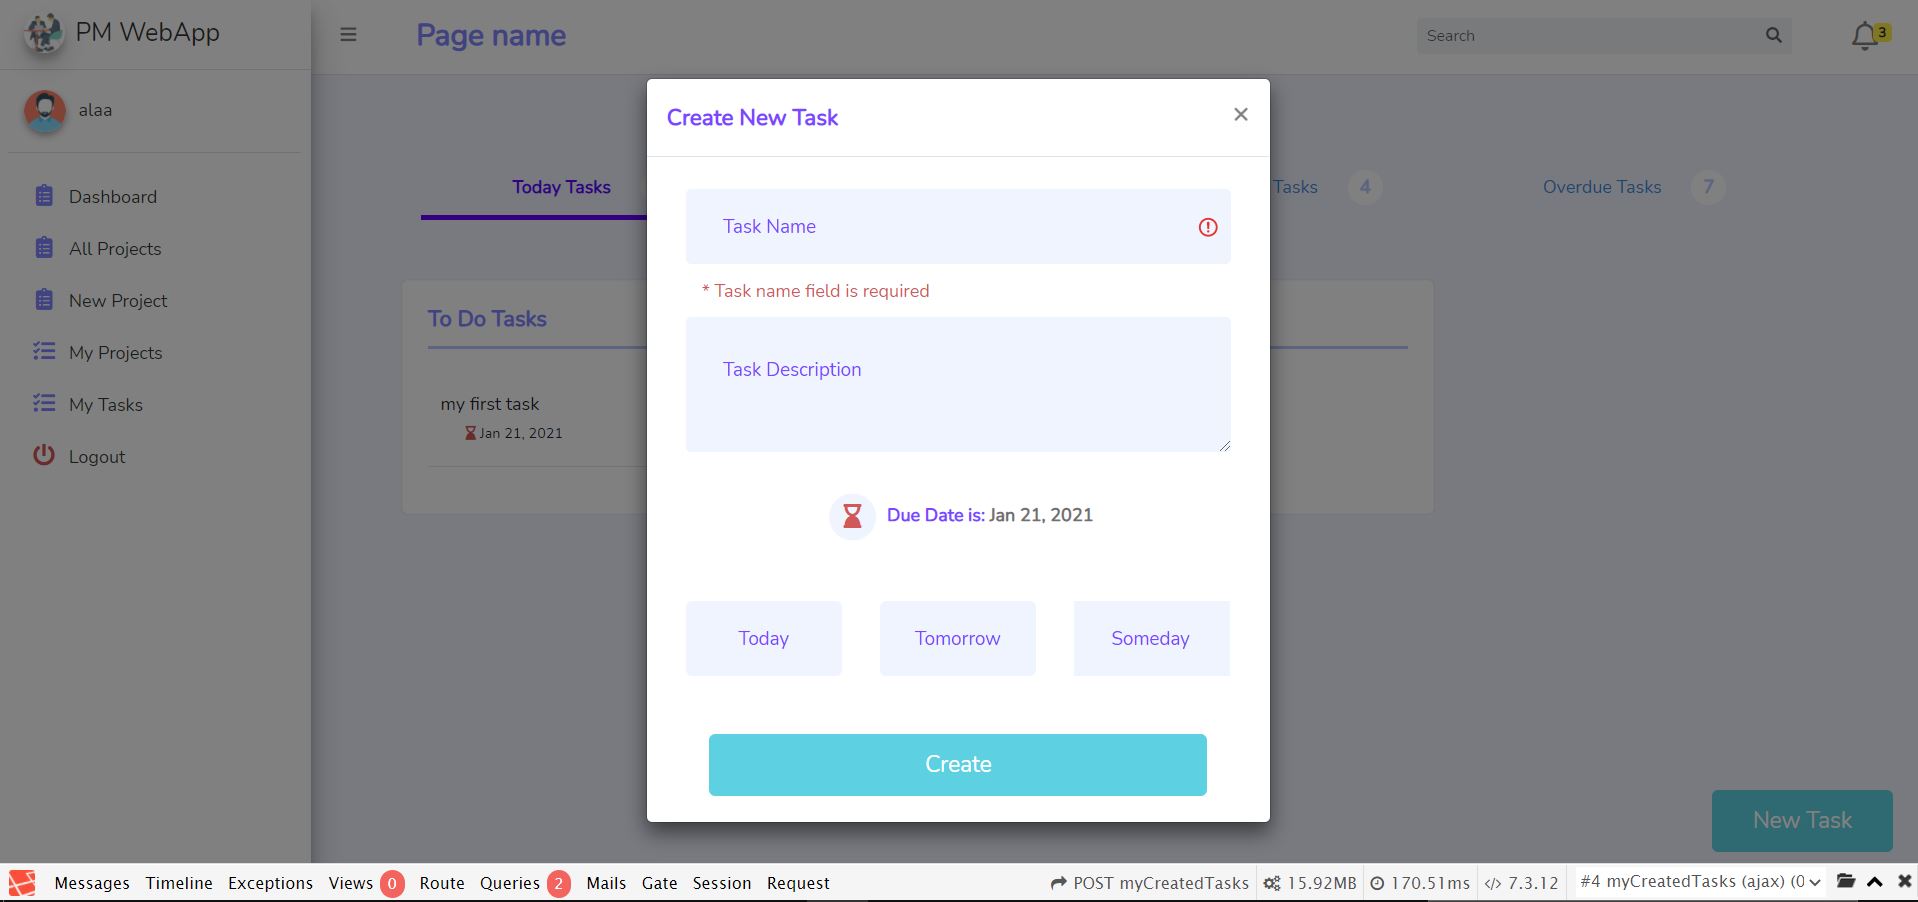 PM WebApp
Page name
Search
3
alaa
Dashboard
All Projects
New Project
My Projects
My Tasks
Logout
Today Tasks
Tasks 4
Overdue Tasks 7
To Do Tasks
my first task
Jan 21, 2021
Create New Task
×
Task Name
* Task name field is required
Task Description
Due Date is: Jan 21, 2021
Today Tomorrow Someday
Create
New Task
Messages Timeline Exceptions Views 0 Route Queries 2 Mails Gate Session Request POST myCreatedTasks 15.92MB 170.51ms 7.3.12 #4 myCreatedTasks (ajax) (0